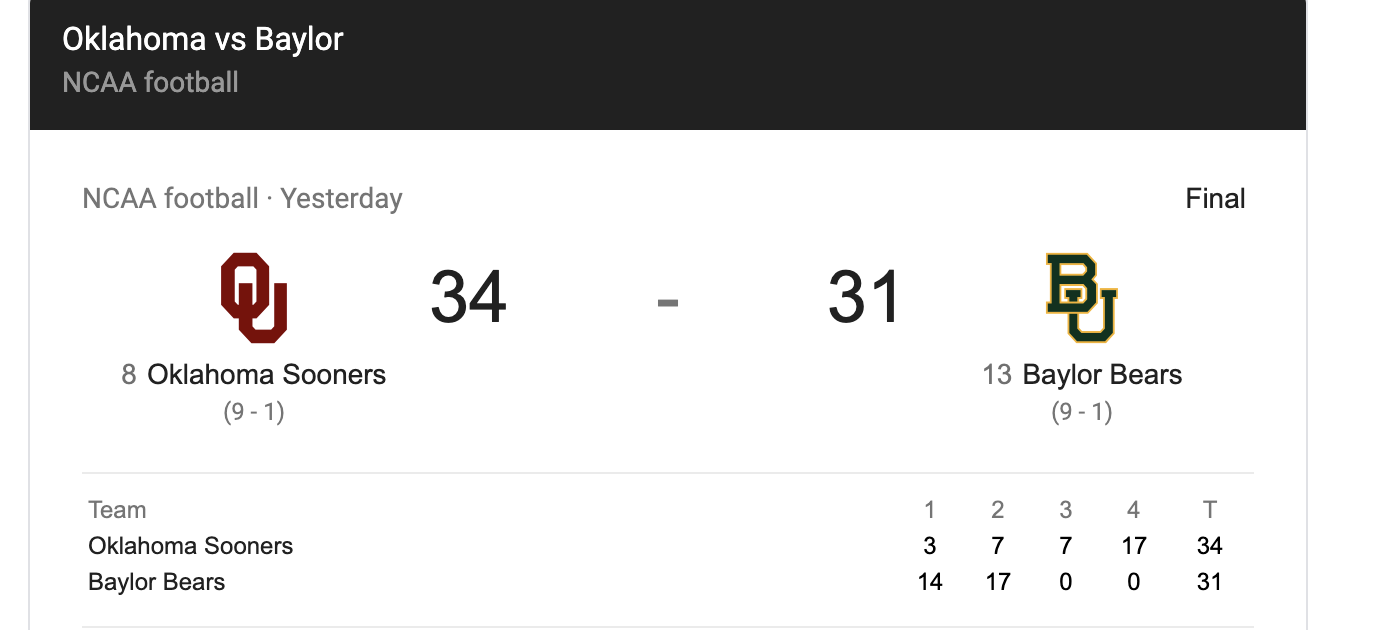 Oklahoma vs Baylor
NCAA football
NCAA football · Yesterday Final
OU 34 - 31 BU
8 Oklahoma Sooners 13 Baylor Bears
(9 - 1) (9 - 1)
Team 1 2 3 4 T
Oklahoma Sooners 3 7 7 17 34
Baylor Bears 14 17 0 0 31